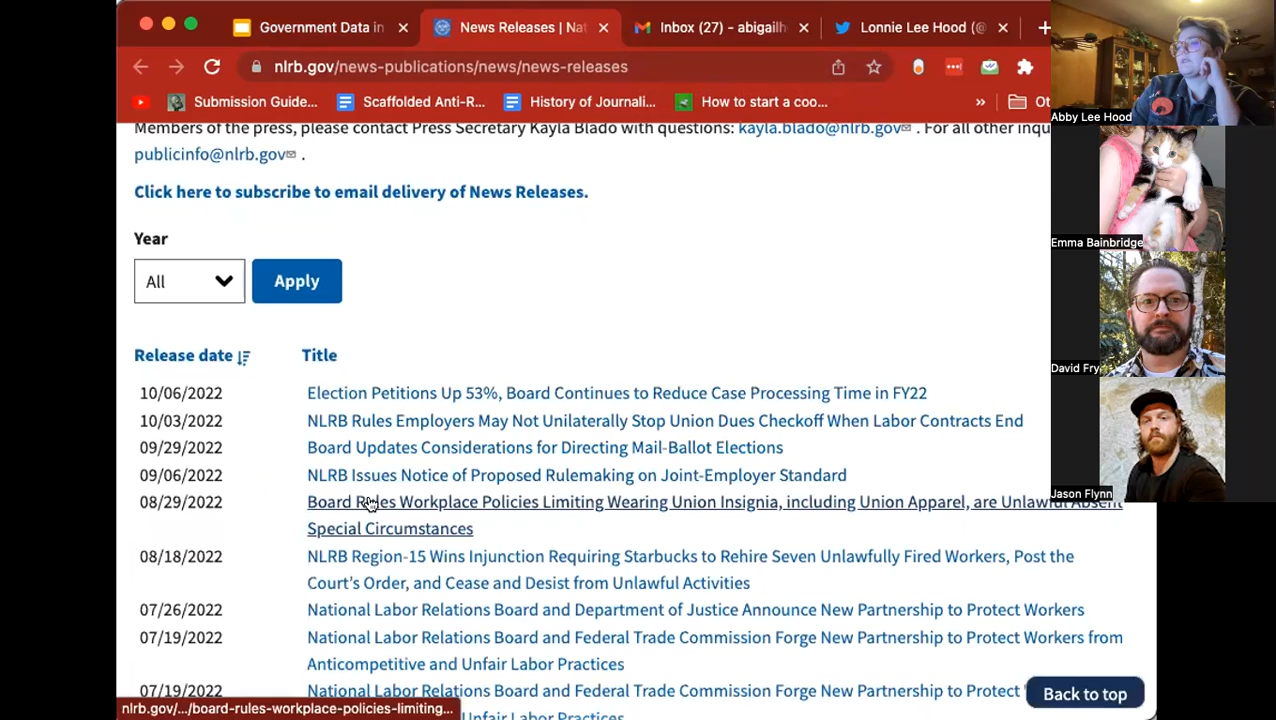 Government Data in
News Releases | Nat
Inbox (27) - abigailh
Lonnie Lee Hood (@
nlrb.gov/news-publications/news/news-releases
Submission Guide...
Scaffolded Anti-R...
History of Journali...
How to start a coo...
»
Ot
Members of the press, please contact Press Secretary Kayla Blado with questions: kayla.blado@nlrb.gov . For all other inqu
publicinfo@nlrb.gov .
Click here to subscribe to email delivery of News Releases.
Year
All
Apply
Release date
Title
10/06/2022 Election Petitions Up 53%, Board Continues to Reduce Case Processing Time in FY22
10/03/2022 NLRB Rules Employers May Not Unilaterally Stop Union Dues Checkoff When Labor Contracts End
09/29/2022 Board Updates Considerations for Directing Mail-Ballot Elections
09/06/2022 NLRB Issues Notice of Proposed Rulemaking on Joint-Employer Standard
08/29/2022 Board Rules Workplace Policies Limiting Wearing Union Insignia, including Union Apparel, are Unlawful Absent
Special Circumstances
08/18/2022 NLRB Region-15 Wins Injunction Requiring Starbucks to Rehire Seven Unlawfully Fired Workers, Post the
Court's Order, and Cease and Desist from Unlawful Activities
07/26/2022 National Labor Relations Board and Department of Justice Announce New Partnership to Protect Workers
07/19/2022 National Labor Relations Board and Federal Trade Commission Forge New Partnership to Protect Workers from
Anticompetitive and Unfair Labor Practices
07/19/2022 National Labor Relations Board and Federal Trade Commission Forge New Partnership to Protect
Unfair Labor Practices
Back to top
nlrb.gov/.../board-rules-workplace-policies-limiting...
Abby Lee Hood
Emma Bainbridge
David Fry
Jason Flynn